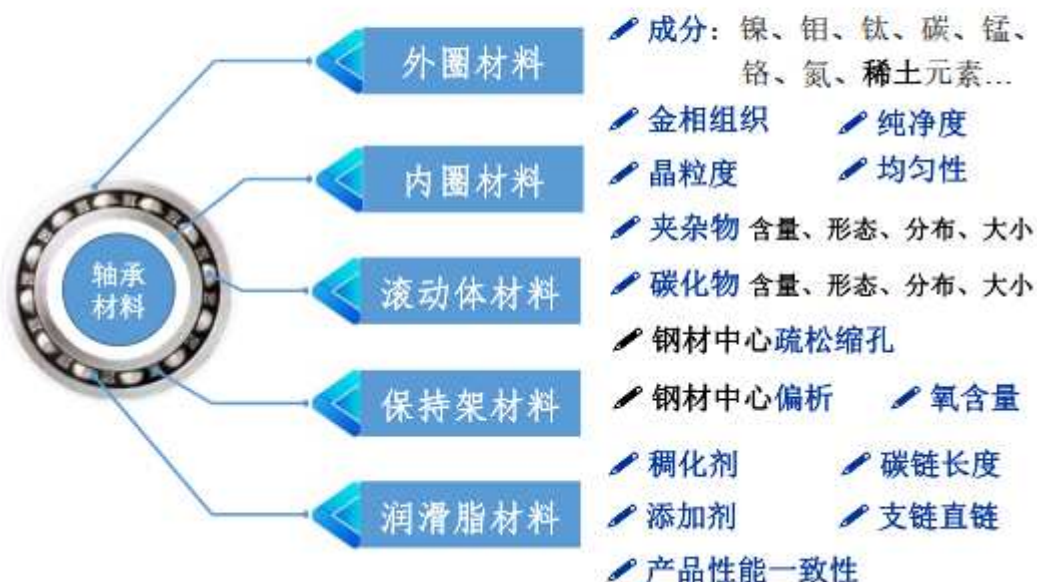 轴承
材料
外圈材料
内圈材料
滚动体材料
保持架材料
润滑脂材料
成分：镍、钼、钛、碳、锰、
铬、氮、稀土元素...
金相组织 纯净度
晶粒度 均匀性
夹杂物 含量、形态、分布、大小
碳化物 含量、形态、分布、大小
钢材中心疏松缩孔
钢材中心偏析 氧含量
稠化剂 碳链长度
添加剂 支链直链
产品性能一致性